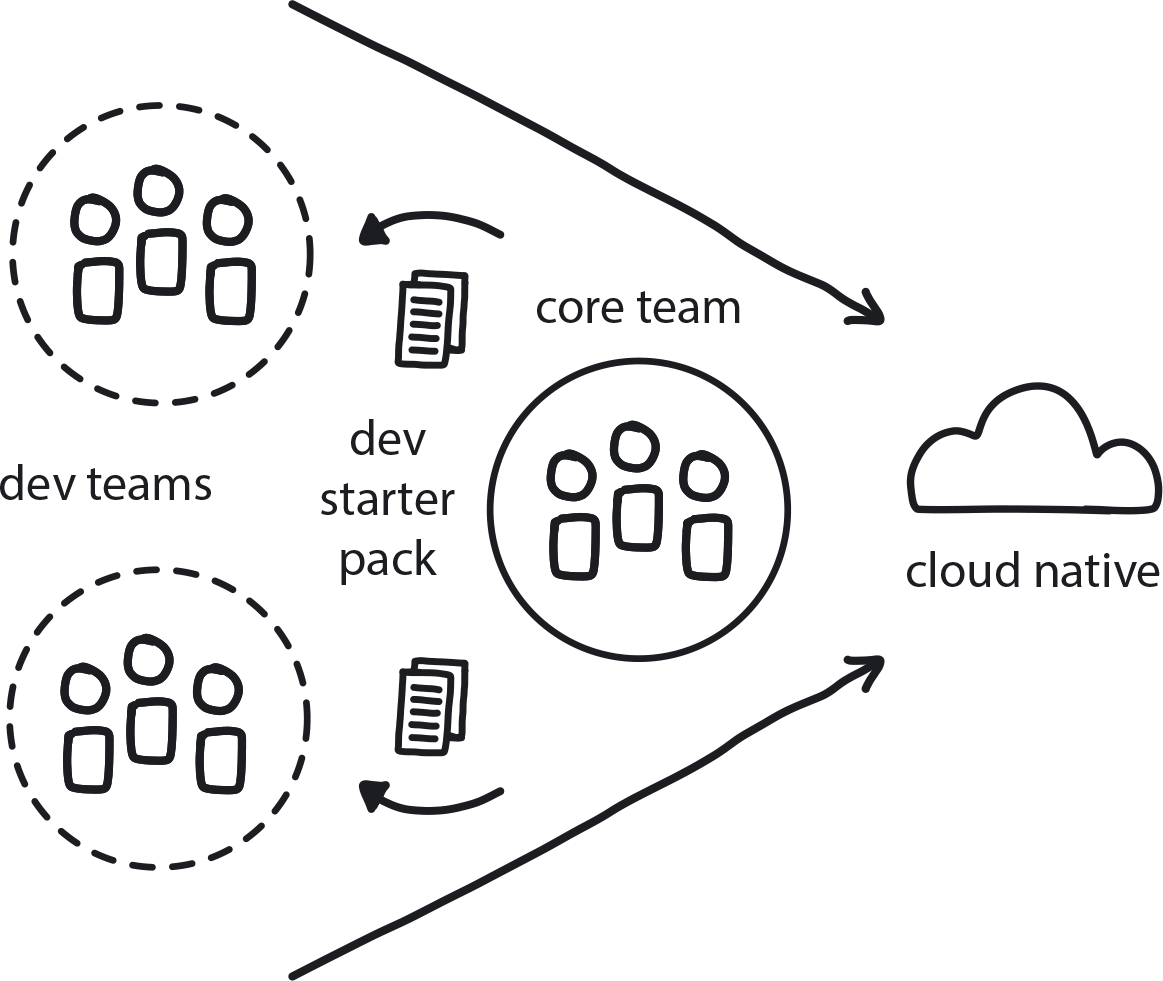 core team
dev
starter
pack
dev teams
cloud native